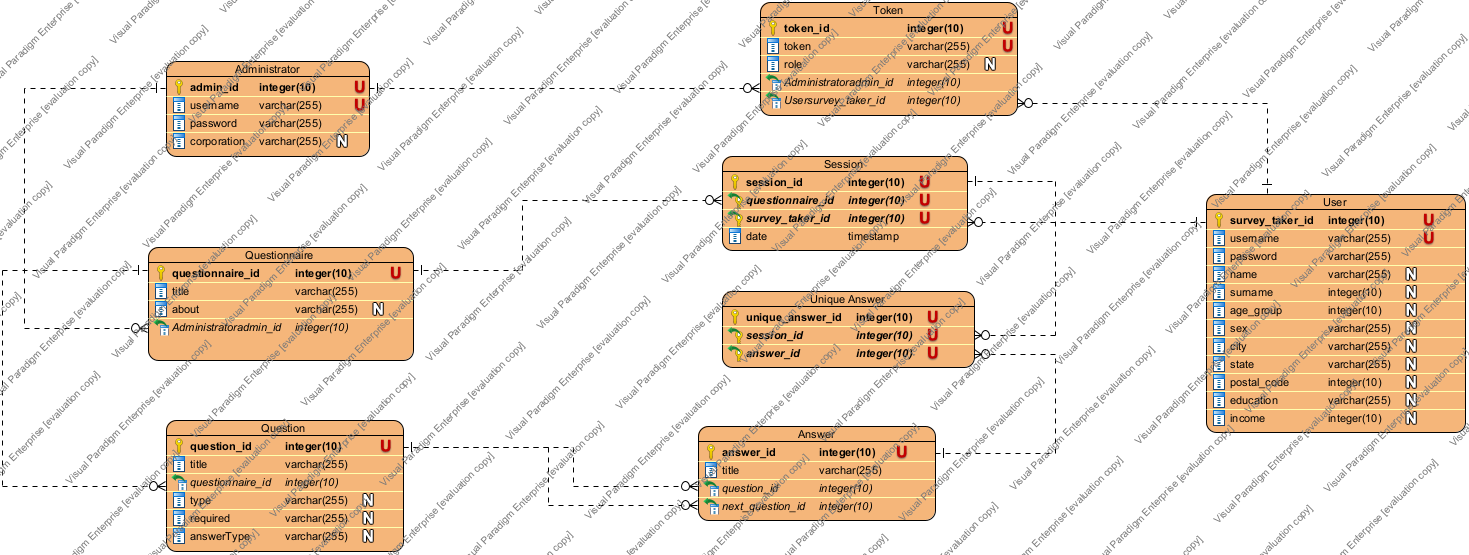 Token
token_id integer(10) U
token varchar(255) U
role varchar(255) N
Administratoradmin_id integer(10)
Usersurvey_taker_id integer(10)
Administrator
admin_id integer(10) U
username varchar(255) U
password varchar(255)
corporation varchar(255) N
Session
session_id integer(10) U
questionnaire_id integer(10) U
survey_taker_id integer(10) U
date timestamp
User
survey_taker_id integer(10) U
username varchar(255) U
password varchar(255)
name varchar(255) N
surname integer(10) N
age_group integer(10) N
sex varchar(255) N
city varchar(255) N
state varchar(255) N
postal_code integer(10) N
education varchar(255) N
income integer(10) N
Questionnaire
questionnaire_id integer(10) U
title varchar(255)
about varchar(255) N
Administratoradmin_id integer(10)
Unique Answer
unique_answer_id integer(10) U
session_id integer(10) U
answer_id integer(10) U
Question
question_id integer(10) U
title varchar(255)
questionnaire_id integer(10)
type varchar(255) N
required varchar(255) N
answerType varchar(255) N
Answer
answer_id integer(10) U
title varchar(255)
question_id integer(10)
next_question_id integer(10)
Visual Paradigm Enterprise [evaluation copy]